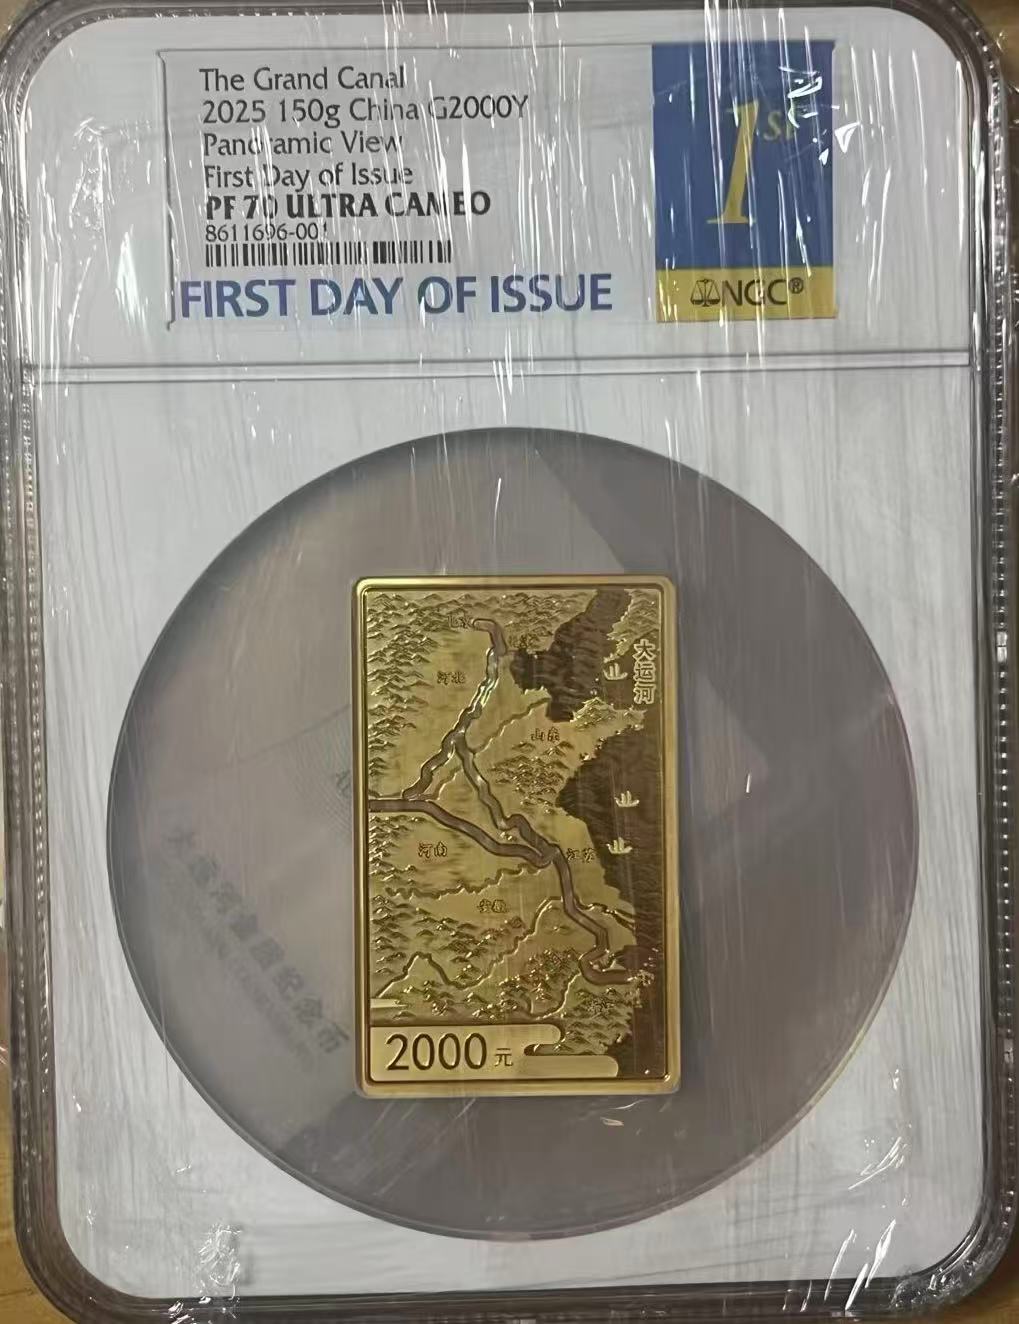 The Grand Canal
2025 150g China G2000Y
Panoramic View
First Day of Issue
PF 70 ULTRA CAMEO
8611696-001
FIRST DAY OF ISSUE
1ST
NGC®
大运河
河北
山东
河南
江苏
安徽
2000元